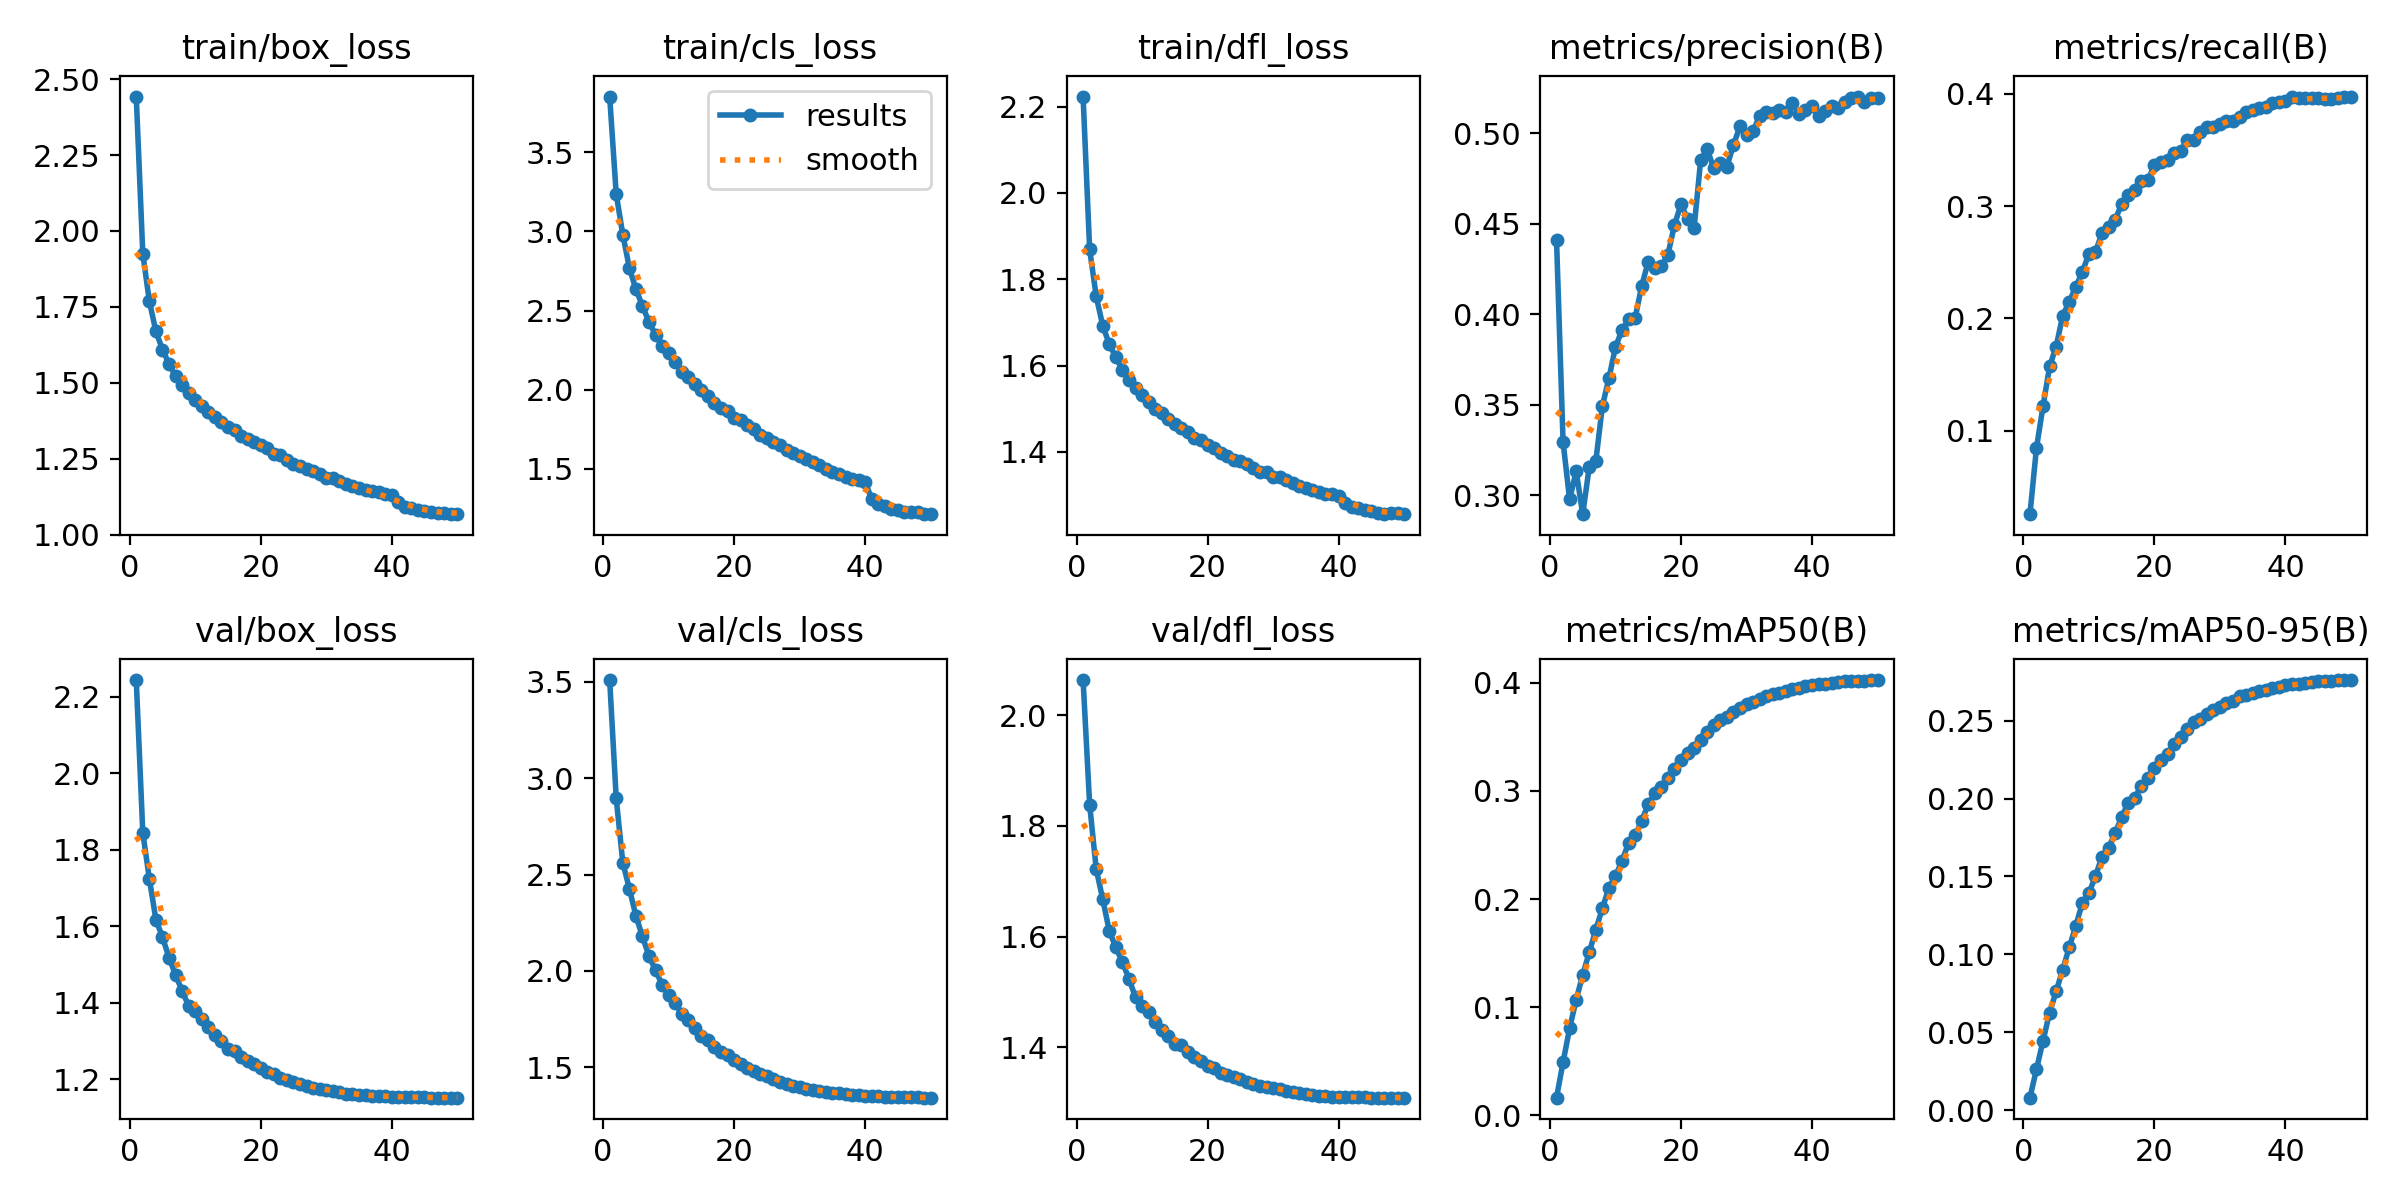 train/box_loss
train/cls_loss
train/dfl_loss
metrics/precision(B)
metrics/recall(B)
2.50
2.25
2.00
1.75
1.50
1.25
1.00
0 20 40
3.5
3.0
2.5
2.0
1.5
0 20 40
results
smooth
2.2
2.0
1.8
1.6
1.4
0 20 40
0.50
0.45
0.40
0.35
0.30
0 20 40
0.4
0.3
0.2
0.1
0 20 40
val/box_loss
val/cls_loss
val/dfl_loss
metrics/mAP50(B)
metrics/mAP50-95(B)
2.2
2.0
1.8
1.6
1.4
1.2
0 20 40
3.5
3.0
2.5
2.0
1.5
0 20 40
2.0
1.8
1.6
1.4
0 20 40
0.4
0.3
0.2
0.1
0.0
0 20 40
0.25
0.20
0.15
0.10
0.05
0.00
0 20 40